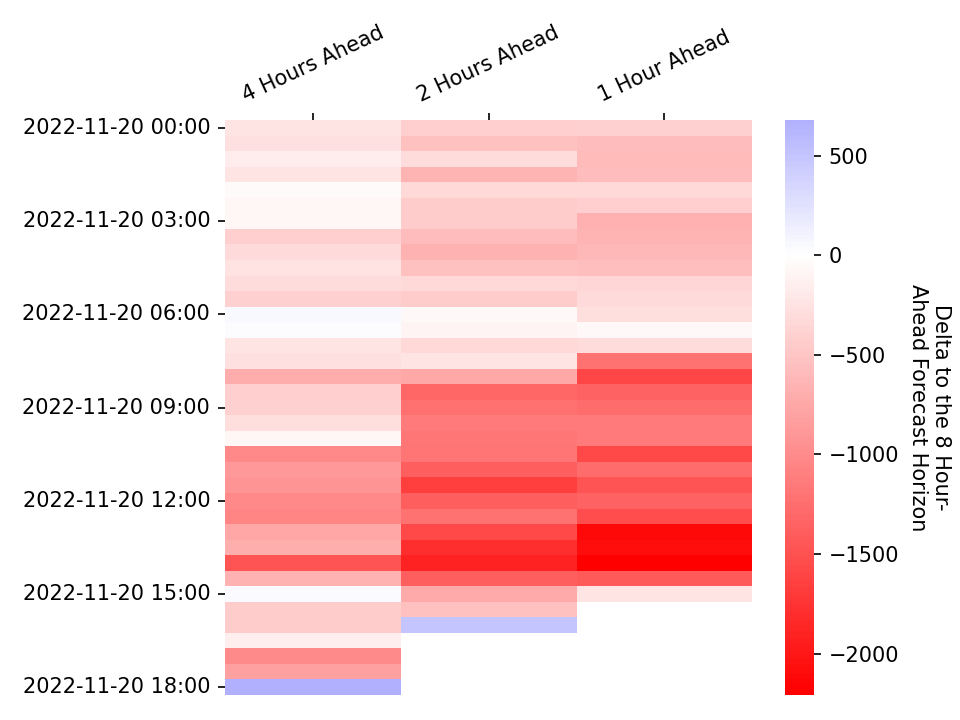 4 Hours Ahead
2 Hours Ahead
1 Hour Ahead
2022-11-20 00:00
2022-11-20 03:00
2022-11-20 06:00
2022-11-20 09:00
2022-11-20 12:00
2022-11-20 15:00
2022-11-20 18:00
500
0
−500
−1000
−1500
−2000
Delta to the 8 Hour-
Ahead Forecast Horizon